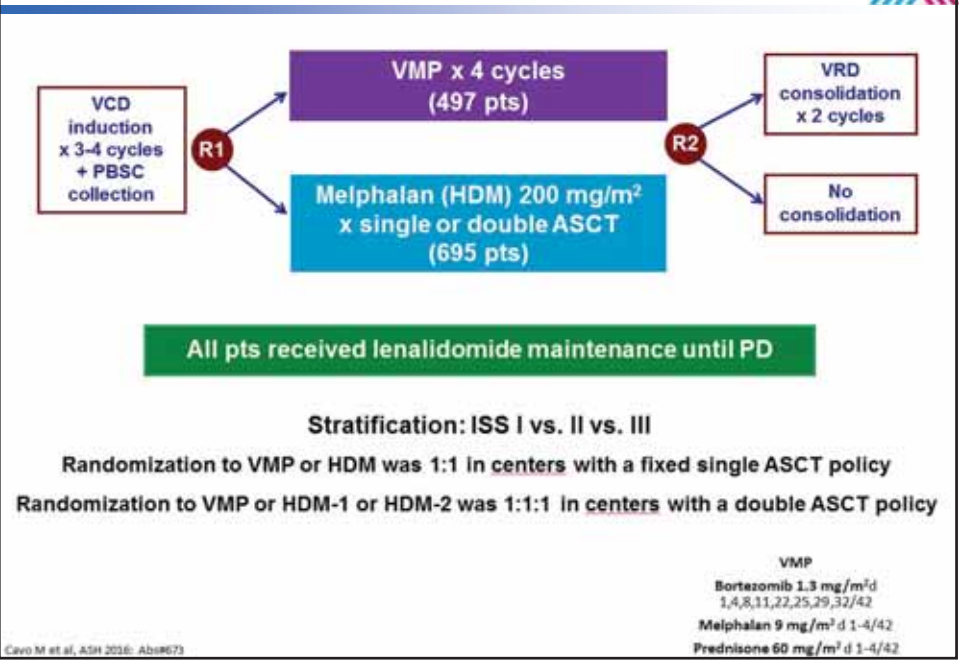 VCD
induction
x 3-4 cycles
+ PBSC
collection
R1
VMP x 4 cycles
(497 pts)
Melphalan (HDM) 200 mg/m²
x single or double ASCT
(695 pts)
R2
VRD
consolidation
x 2 cycles
No
consolidation
All pts received lenalidomide maintenance until PD
Stratification: ISS I vs. II vs. III
Randomization to VMP or HDM was 1:1 in centers with a fixed single ASCT policy
Randomization to VMP or HDM-1 or HDM-2 was 1:1:1 in centers with a double ASCT policy
VMP
Bortezomib 1.3 mg/m²d
1,4,8,11,22,25,29,32/42
Melphalan 9 mg/m² d 1-4/42
Prednisone 60 mg/m² d 1-4/42
Cavo M et al, ASH 2016: Abs#673